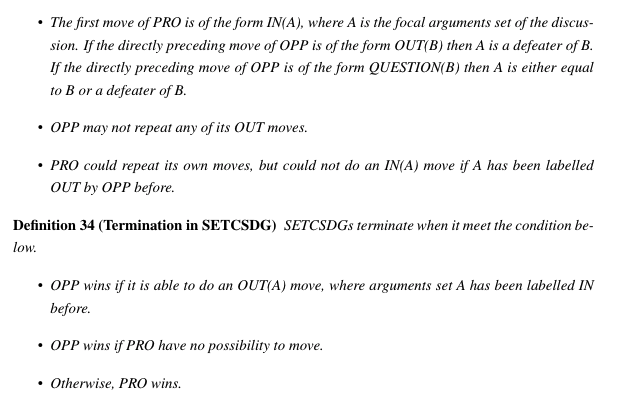 • The first move of PRO is of the form IN(A), where A is the focal arguments set of the discus-
sion. If the directly preceding move of OPP is of the form OUT(B) then A is a defeater of B.
If the directly preceding move of OPP is of the form QUESTION(B) then A is either equal
to B or a defeater of B.
• OPP may not repeat any of its OUT moves.
• PRO could repeat its own moves, but could not do an IN(A) move if A has been labelled
OUT by OPP before.
Definition 34 (Termination in SETCSDG) SETCSDGs terminate when it meet the condition be-
low.
• OPP wins if it is able to do an OUT(A) move, where arguments set A has been labelled IN
before.
• OPP wins if PRO have no possibility to move.
• Otherwise, PRO wins.